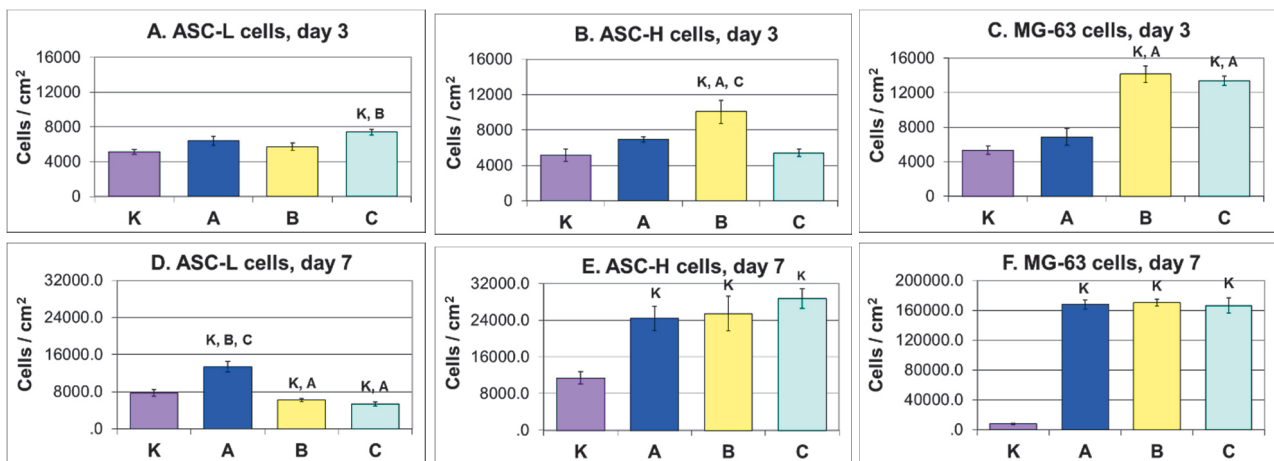 A. ASC-L cells, day 3
Cells / cm²
16000
12000
8000
4000
0
K, B
K A B C
B. ASC-H cells, day 3
Cells / cm²
16000
12000
8000
4000
0
K, A, C
K A B C
C. MG-63 cells, day 3
Cells / cm²
16000
12000
8000
4000
0
K, A
K, A
K A B C
D. ASC-L cells, day 7
Cells / cm²
32000.0
24000.0
16000.0
8000.0
.0
K, B, C
K, A
K, A
K A B C
E. ASC-H cells, day 7
Cells / cm²
32000.0
24000.0
16000.0
8000.0
.0
K
K
K
K A B C
F. MG-63 cells, day 7
Cells / cm²
200000.0
160000.0
120000.0
80000.0
40000.0
.0
K
K
K
K A B C